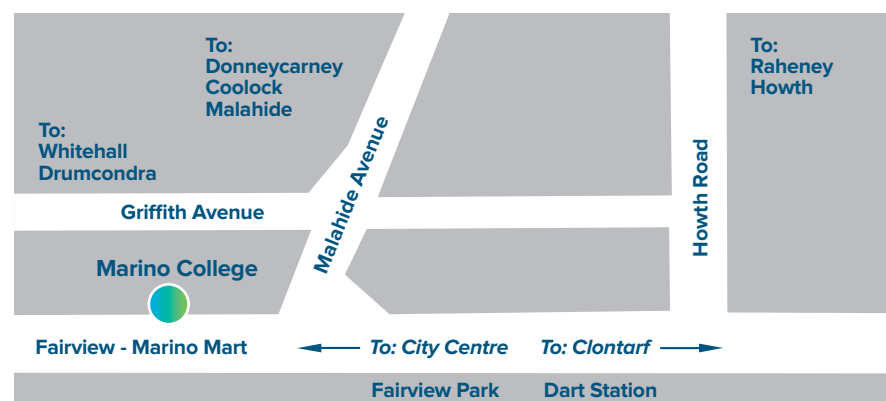 To:
Donneycarney
Coolock
Malahide
To:
Raheney
Howth
To:
Whitehall
Drumcondra
Malahide Avenue
Howth Road
Griffith Avenue
Marino College
Fairview - Marino Mart
To: City Centre
To: Clontarf
Fairview Park
Dart Station